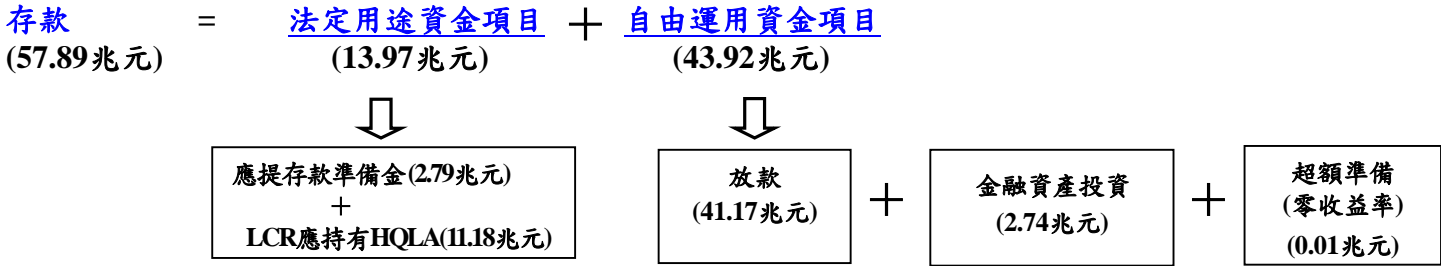 存款 = 法定用途資金項目 + 自由運用資金項目
(57.89兆元) (13.97兆元) (43.92兆元)
應提存款準備金(2.79兆元)
+
LCR應持有HQLA(11.18兆元)
放款
(41.17兆元)
+
金融資產投資
(2.74兆元)
+
超額準備
(零收益率)
(0.01兆元)